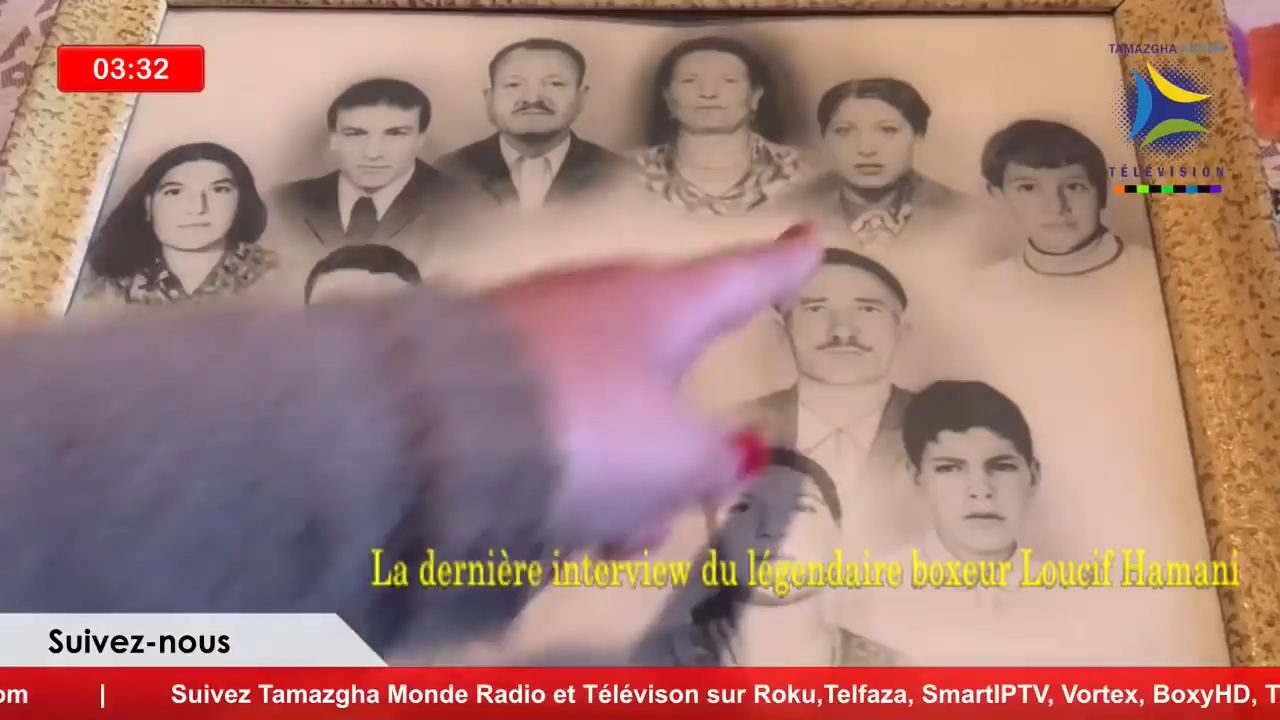 03:32
TAMAZGHA
TÉLÉVISION
La dernière interview du légendaire boxeur Loucif Hamani
Suivez-nous
om | Suivez Tamazgha Monde Radio et Télévison sur Roku,Telfaza, SmartIPTV, Vortex, BoxyHD, T